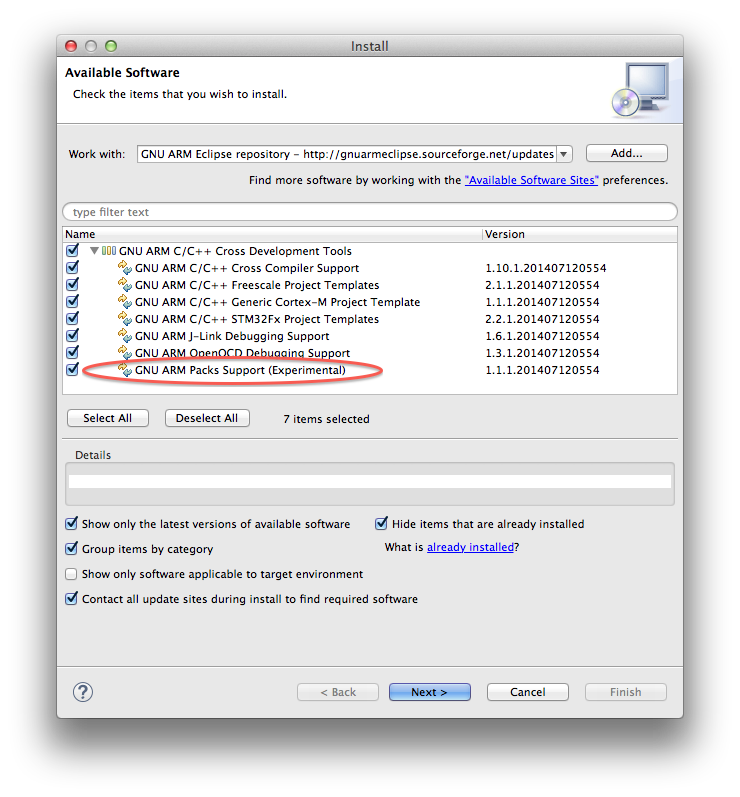 Install
Available Software
Check the items that you wish to install.
Work with: GNU ARM Eclipse repository – http://gnuarmeclipse.sourceforge.net/updates Add...
Find more software by working with the "Available Software Sites" preferences.
type filter text
Name Version
GNU ARM C/C++ Cross Development Tools
GNU ARM C/C++ Cross Compiler Support 1.10.1.201407120554
GNU ARM C/C++ Freescale Project Templates 2.1.1.201407120554
GNU ARM C/C++ Generic Cortex-M Project Template 1.1.1.201407120554
GNU ARM C/C++ STM32Fx Project Templates 2.2.1.201407120554
GNU ARM J-Link Debugging Support 1.6.1.201407120554
GNU ARM OpenOCD Debugging Support 1.3.1.201407120554
GNU ARM Packs Support (Experimental) 1.1.1.201407120554
Select All Deselect All 7 items selected
Details
Show only the latest versions of available software Hide items that are already installed
Group items by category What is already installed?
Show only software applicable to target environment
Contact all update sites during install to find required software
? < Back Next > Cancel Finish